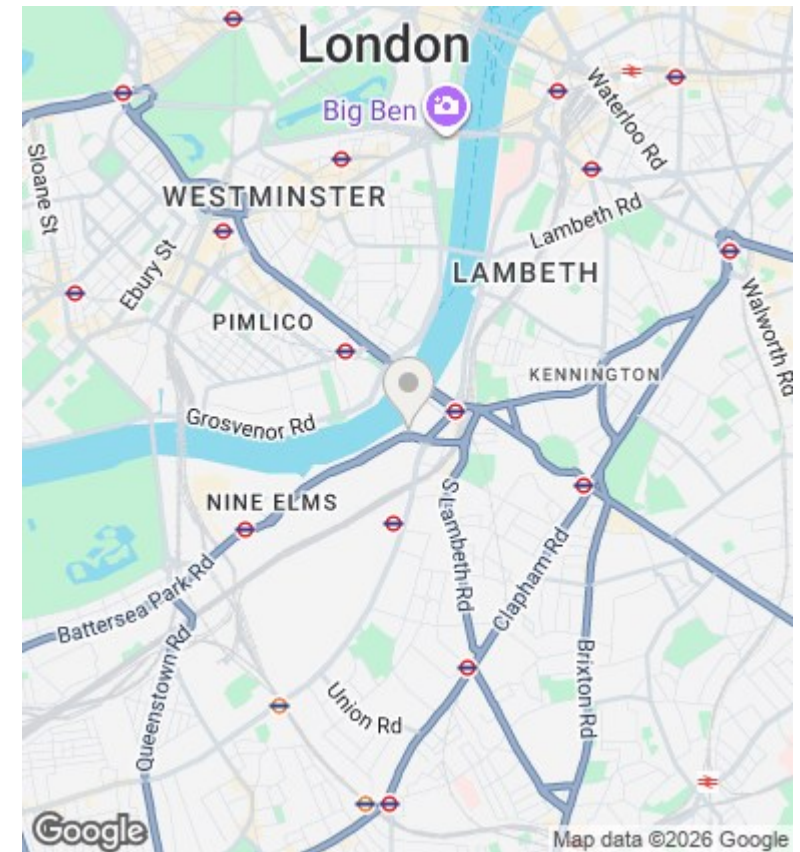 London
Big Ben
Waterloo Rd
Sloane St
WESTMINSTER
Lambeth Rd
Ebury St
LAMBETH
Walworth Rd
PIMLICO
KENNINGTON
Grosvenor Rd
NINE ELMS
S Lambeth Rd
Clapham Rd
Battersea Park Rd
Brixton Rd
Queenstown Rd
Union Rd
Google
Map data ©2026 Google